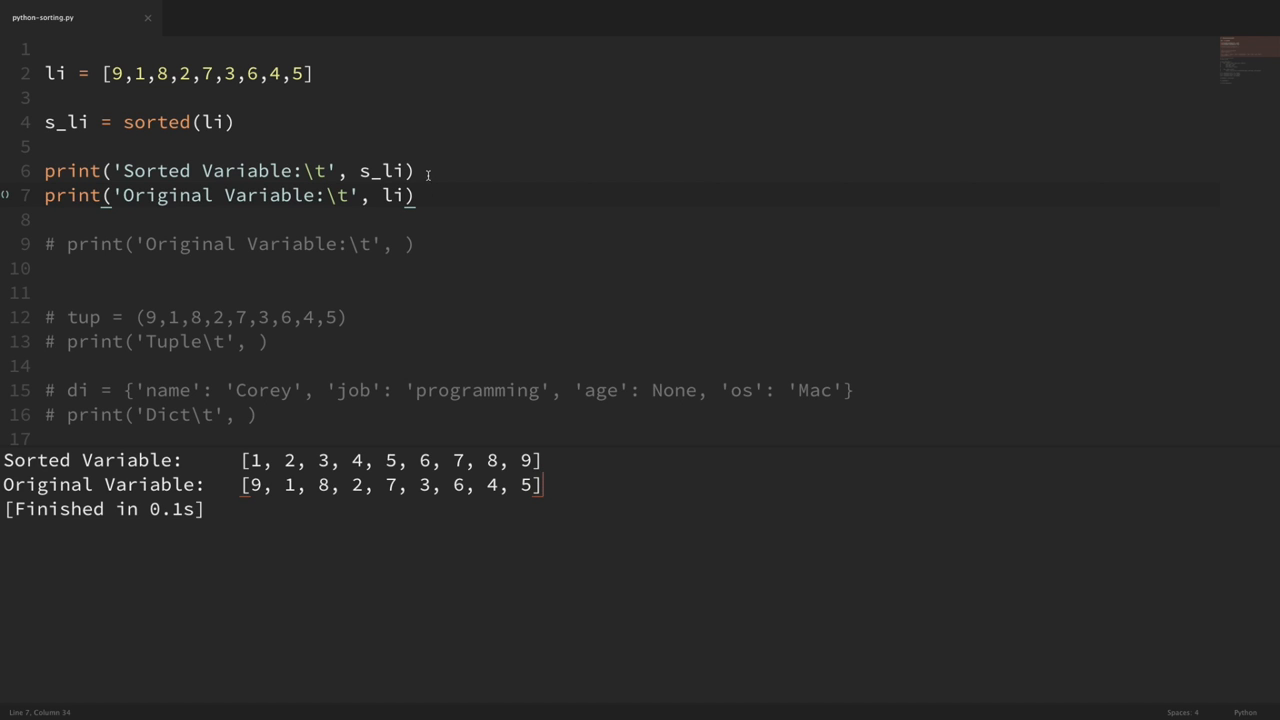 python-sorting.py ×
1
2 li = [9,1,8,2,7,3,6,4,5]
3
4 s_li = sorted(li)
5
6 print('Sorted Variable:\t', s_li)
() 7 print('Original Variable:\t', li)
8
9 # print('Original Variable:\t', )
10
11
12 # tup = (9,1,8,2,7,3,6,4,5)
13 # print('Tuple\t', )
14
15 # di = {'name': 'Corey', 'job': 'programming', 'age': None, 'os': 'Mac'}
16 # print('Dict\t', )
17
Sorted Variable: [1, 2, 3, 4, 5, 6, 7, 8, 9]
Original Variable: [9, 1, 8, 2, 7, 3, 6, 4, 5]
[Finished in 0.1s]
Line 7, Column 34 Spaces: 4 Python